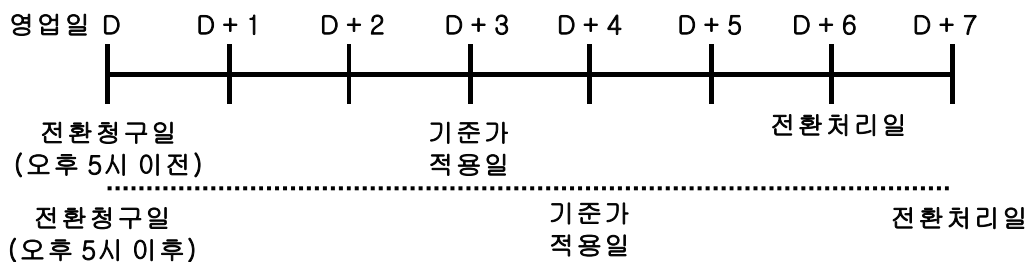 영업일 D D + 1 D + 2 D + 3 D + 4 D + 5 D + 6 D + 7
전환청구일 기준가 전환처리일
(오후 5시 이전) 적용일
전환청구일 기준가 전환처리일
(오후 5시 이후) 적용일